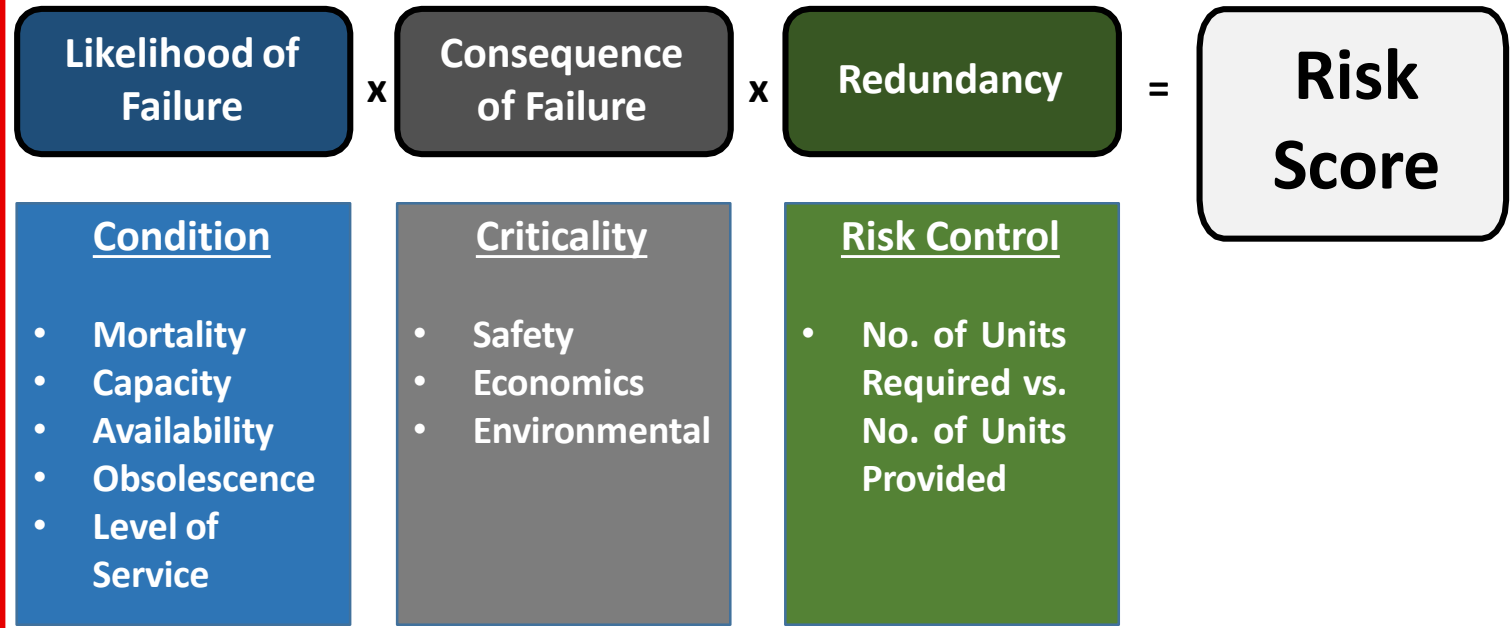 Likelihood of
Failure
x
Consequence
of Failure
x
Redundancy
=
Risk
Score
Condition
• Mortality
• Capacity
• Availability
• Obsolescence
• Level of
Service
Criticality
• Safety
• Economics
• Environmental
Risk Control
• No. of Units
Required vs.
No. of Units
Provided